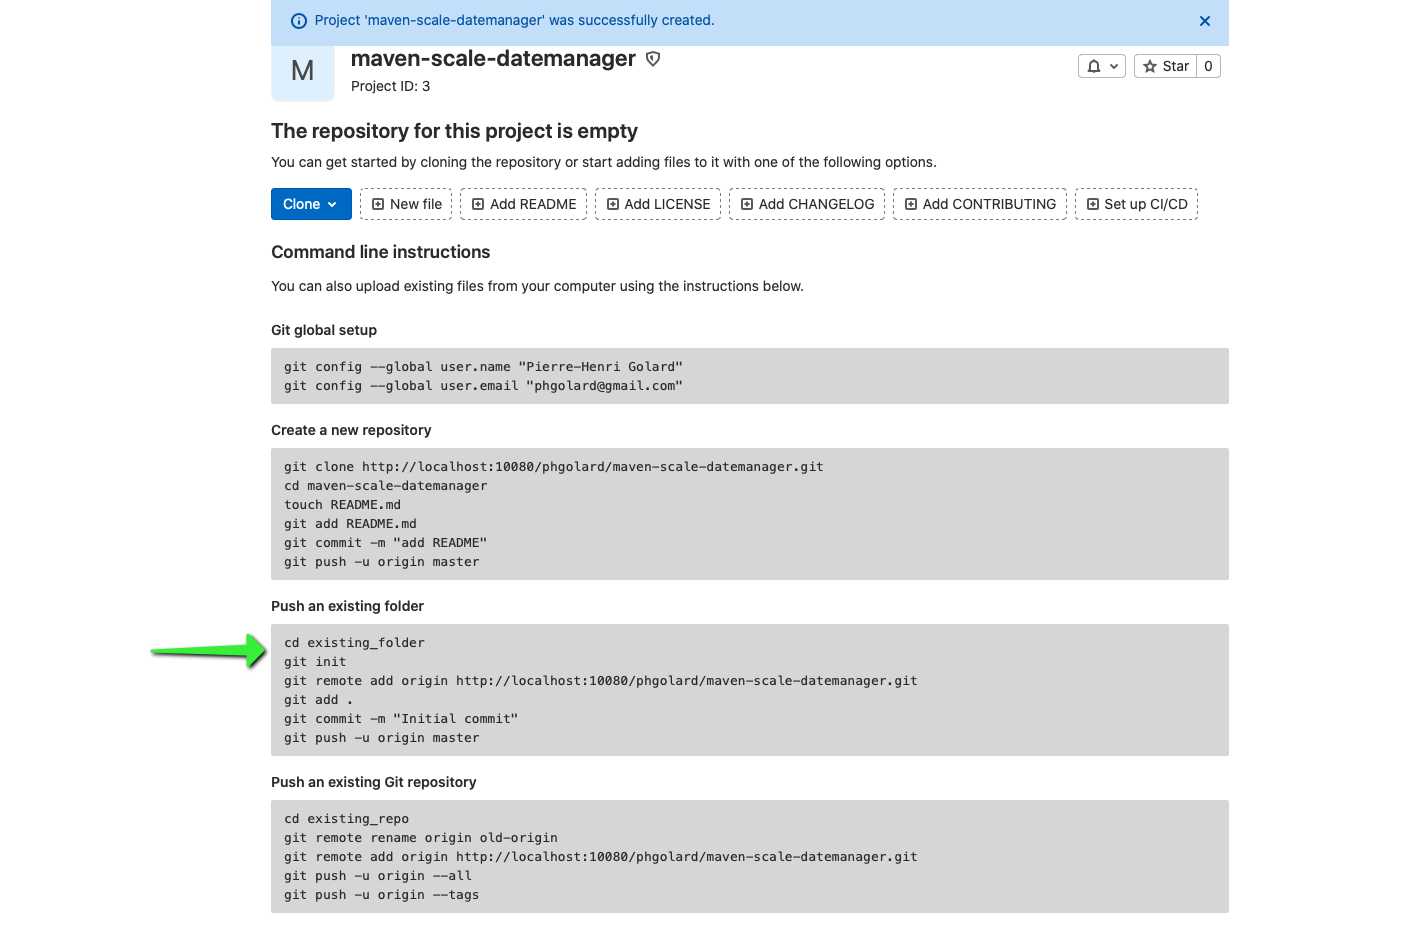 Project 'maven-scale-datemanager' was successfully created.
M
maven-scale-datemanager
Project ID: 3
Star 0
The repository for this project is empty
You can get started by cloning the repository or start adding files to it with one of the following options.
Clone New file Add README Add LICENSE Add CHANGELOG Add CONTRIBUTING Set up CI/CD
Command line instructions
You can also upload existing files from your computer using the instructions below.
Git global setup
git config --global user.name "Pierre-Henri Golard"
git config --global user.email "phgolard@gmail.com"
Create a new repository
git clone http://localhost:10080/phgolard/maven-scale-datemanager.git
cd maven-scale-datemanager
touch README.md
git add README.md
git commit -m "add README"
git push -u origin master
Push an existing folder
cd existing_folder
git init
git remote add origin http://localhost:10080/phgolard/maven-scale-datemanager.git
git add .
git commit -m "Initial commit"
git push -u origin master
Push an existing Git repository
cd existing_repo
git remote rename origin old-origin
git remote add origin http://localhost:10080/phgolard/maven-scale-datemanager.git
git push -u origin --all
git push -u origin --tags